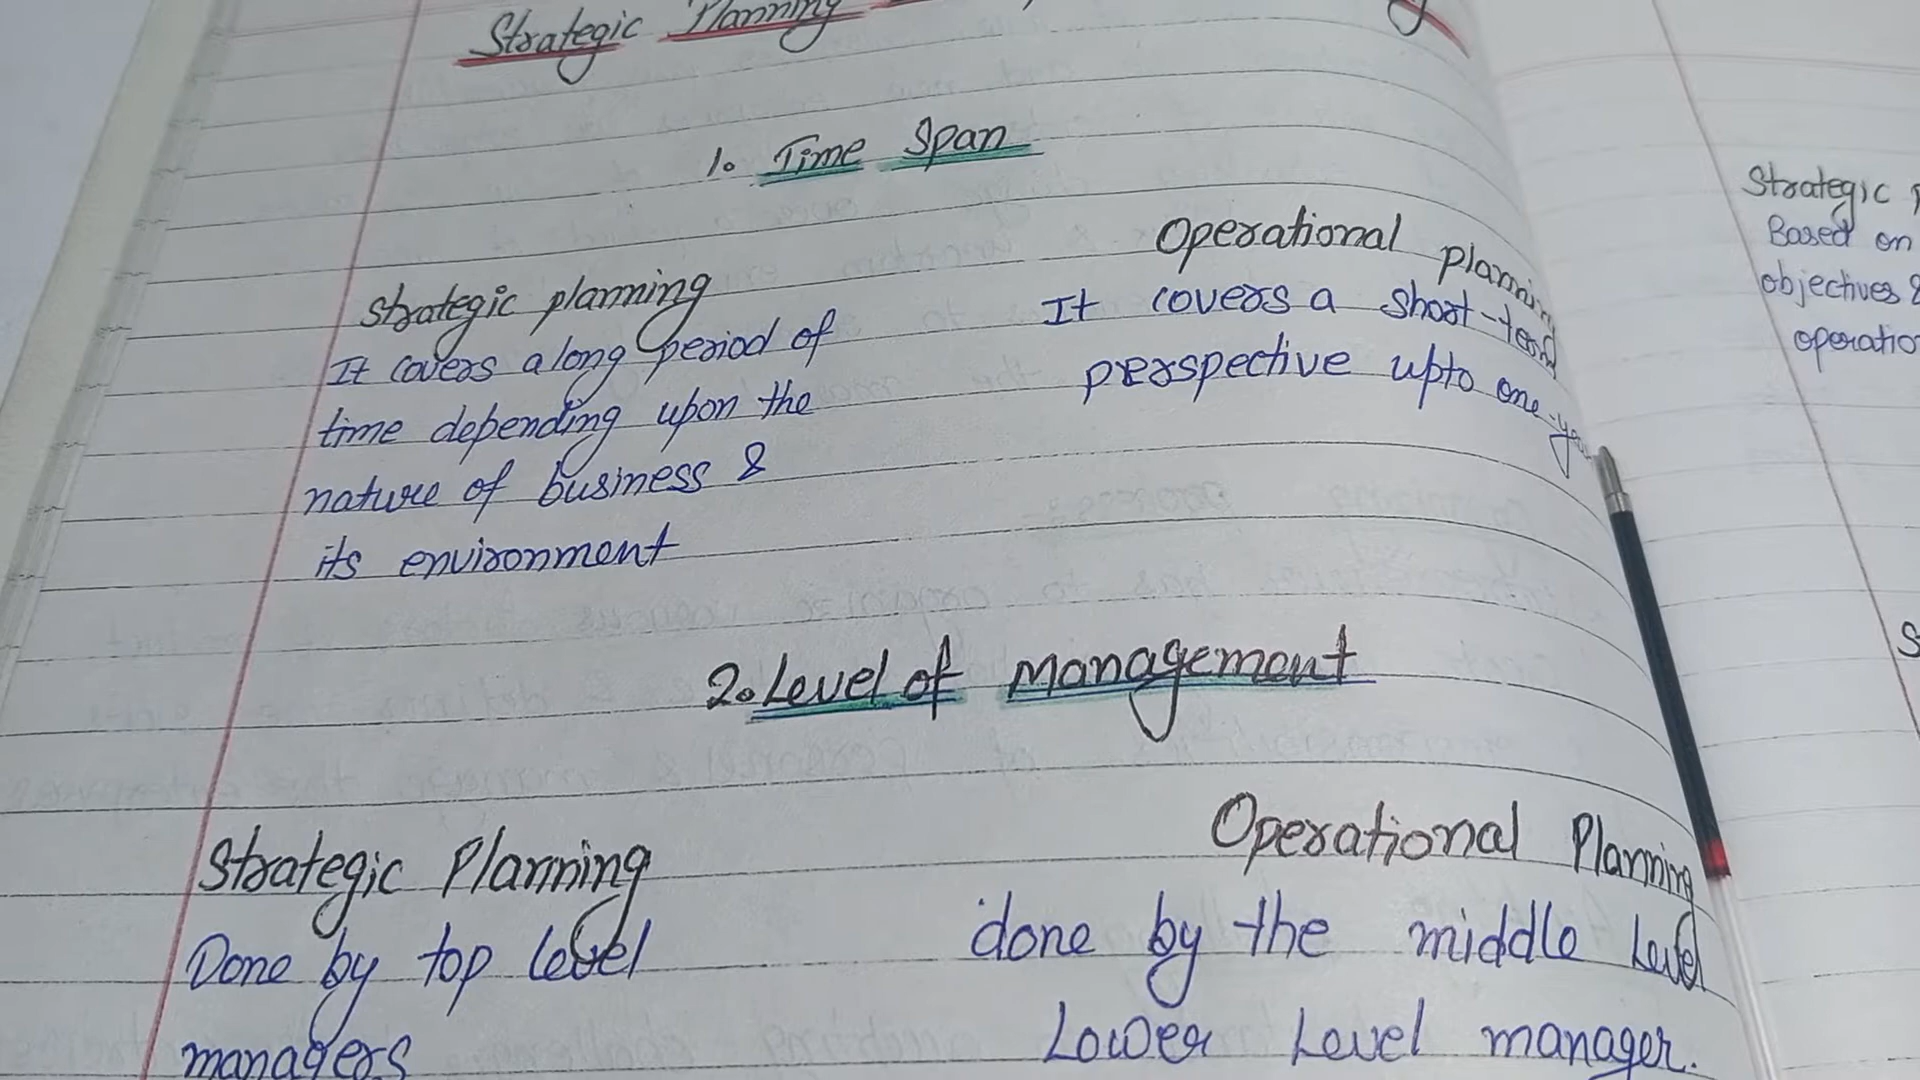 Strategic Planning
1. Time Span
Strategic planning
It covers a long period of
time depending upon the
nature of business &
its environment
Operational planning
It covers a short-term
perspective upto one-year
2. Level of management
Strategic Planning
Done by top level
managers
Operational Planning
done by the middle level
Lower Level manager.
Strategic
Based on
objectives &